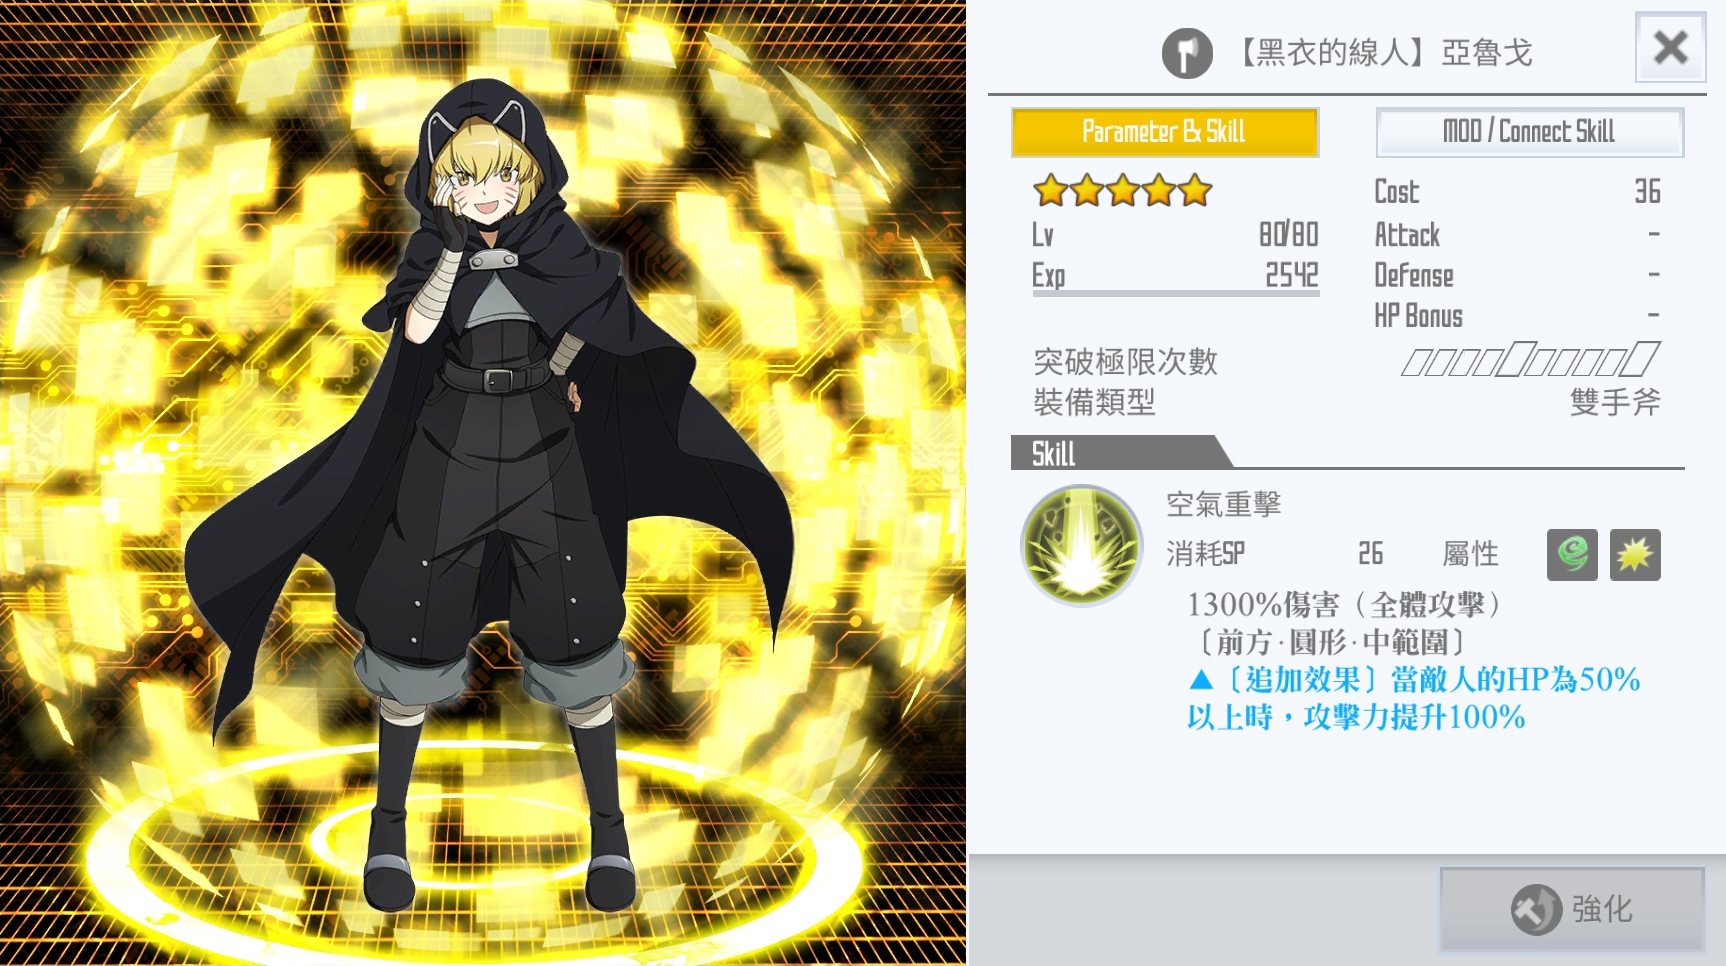 【黑衣的線人】亞魯戈
Parameter & Skill
MOD / Connect Skill
Cost 36
Lv 80/80
Attack -
Exp 2542
Defense -
HP Bonus -
突破極限次數
裝備類型 雙手斧
Skill
空氣重擊
消耗SP 26 屬性
1300%傷害（全體攻擊）
〔前方·圓形·中範圍〕
▲〔追加效果〕當敵人的HP為50%
以上時，攻擊力提升100%
強化